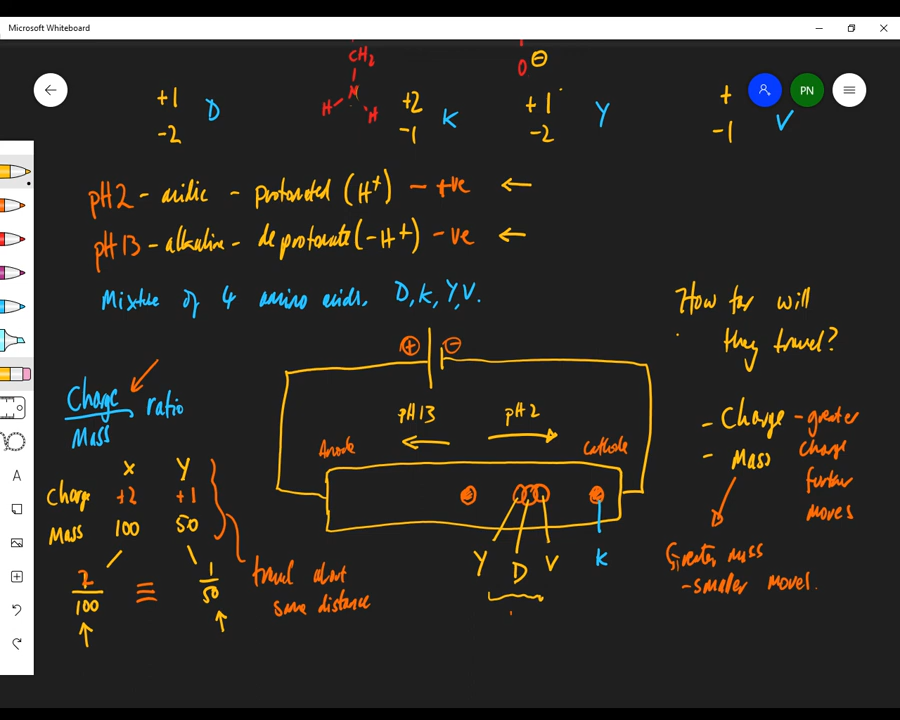 Microsoft Whiteboard
CH2
N
H
H
O ⊖
PN
+1
-2
D
+2
-1
K
+1
-2
Y
+
-1
V
pH2 - acidic - protonated (H+) - +ve ←
pH13 - alkaline - deprotonate (-H+) - -ve ←
Mixture of 4 amino acids. D, K, Y, V.
How far will
they travel?
- Charge - greater
charge
further
moves
- Mass
Greater mass
- smaller moves.
Charge
Mass
ratio
X Y
Charge +2 +1
Mass 100 50
2
100
≡
1
50
travel about
same distance
⊕ ⊖
pH13
pH2
Anode
Cathode
Y
D
V
K
A